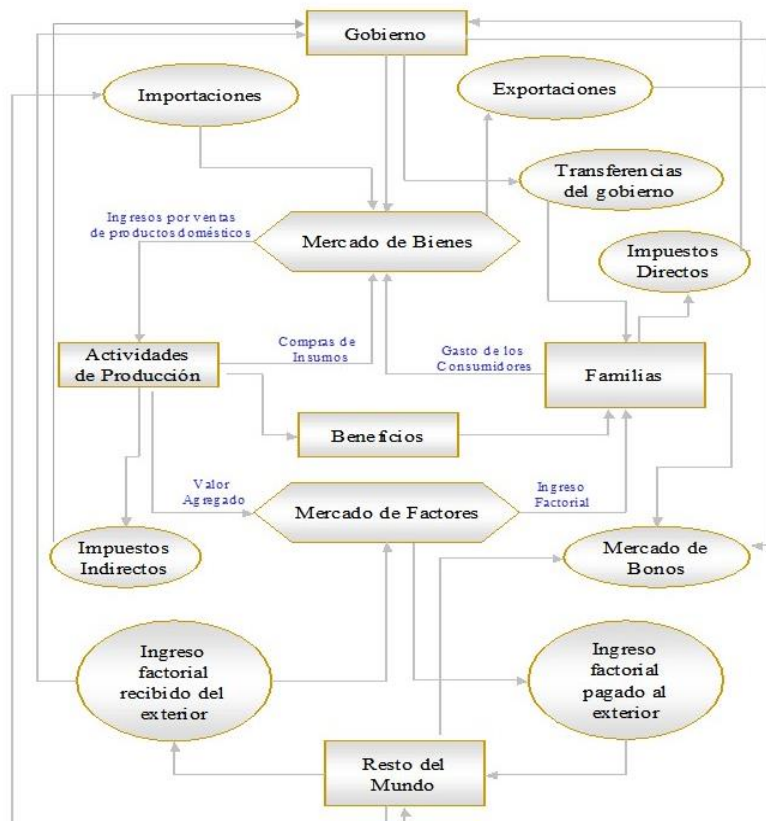 Gobierno
Importaciones
Exportaciones
Transferencias
del gobierno
Ingresos por ventas
de productos domésticos
Mercado de Bienes
Impuestos
Directos
Actividades
de Producción
Compras de
Insumos
Gasto de los
Consumidores
Familias
Beneficios
Valor
Agregado
Mercado de Factores
Ingreso
Factorial
Impuestos
Indirectos
Mercado de
Bonos
Ingreso
factorial
recibido del
exterior
Ingreso
factorial
pagado al
exterior
Resto del
Mundo